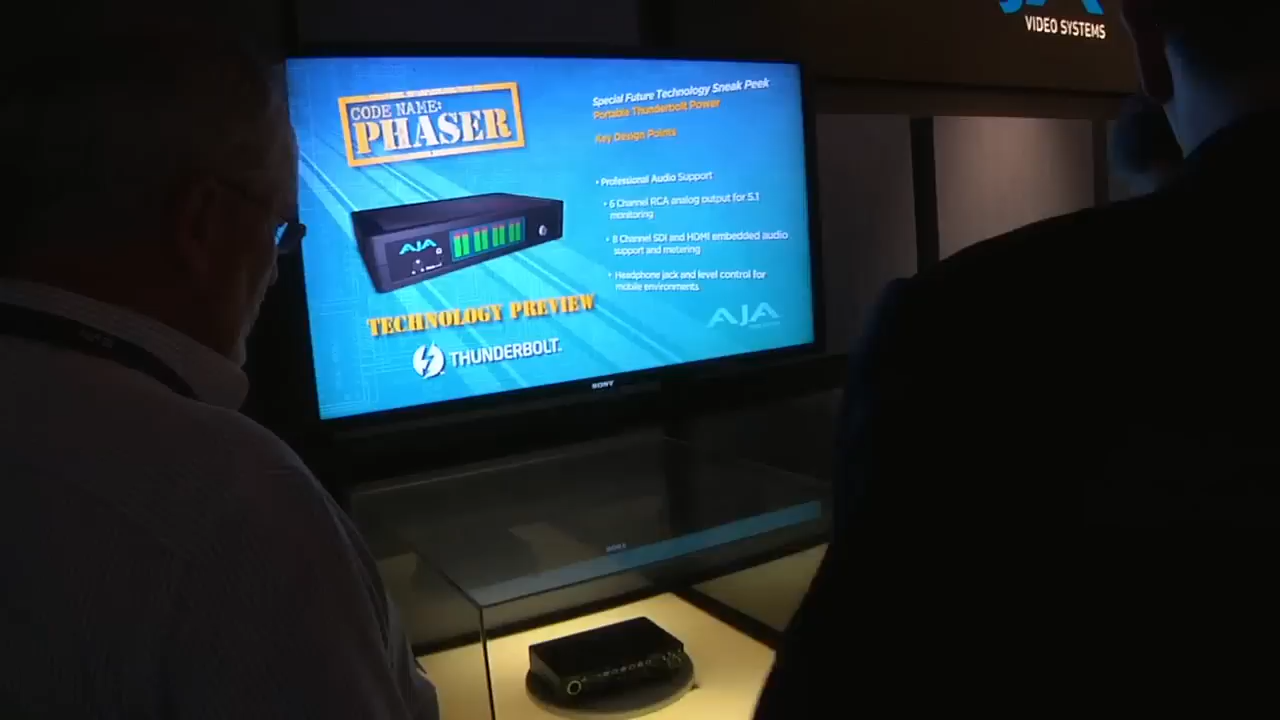 AJA
VIDEO SYSTEMS
CODE NAME:
PHASER
Special Future Technology Sneak Peek
Portable Thunderbolt Power
Key Design Points
• Professional Audio Support
• 6 Channel RCA analog output for 5.1
monitoring
• 8 Channel SDI and HDMI embedded audio
support and metering
• Headphone jack and level control for
mobile environments
AJA
TECHNOLOGY PREVIEW
THUNDERBOLT.
AJA
SONY